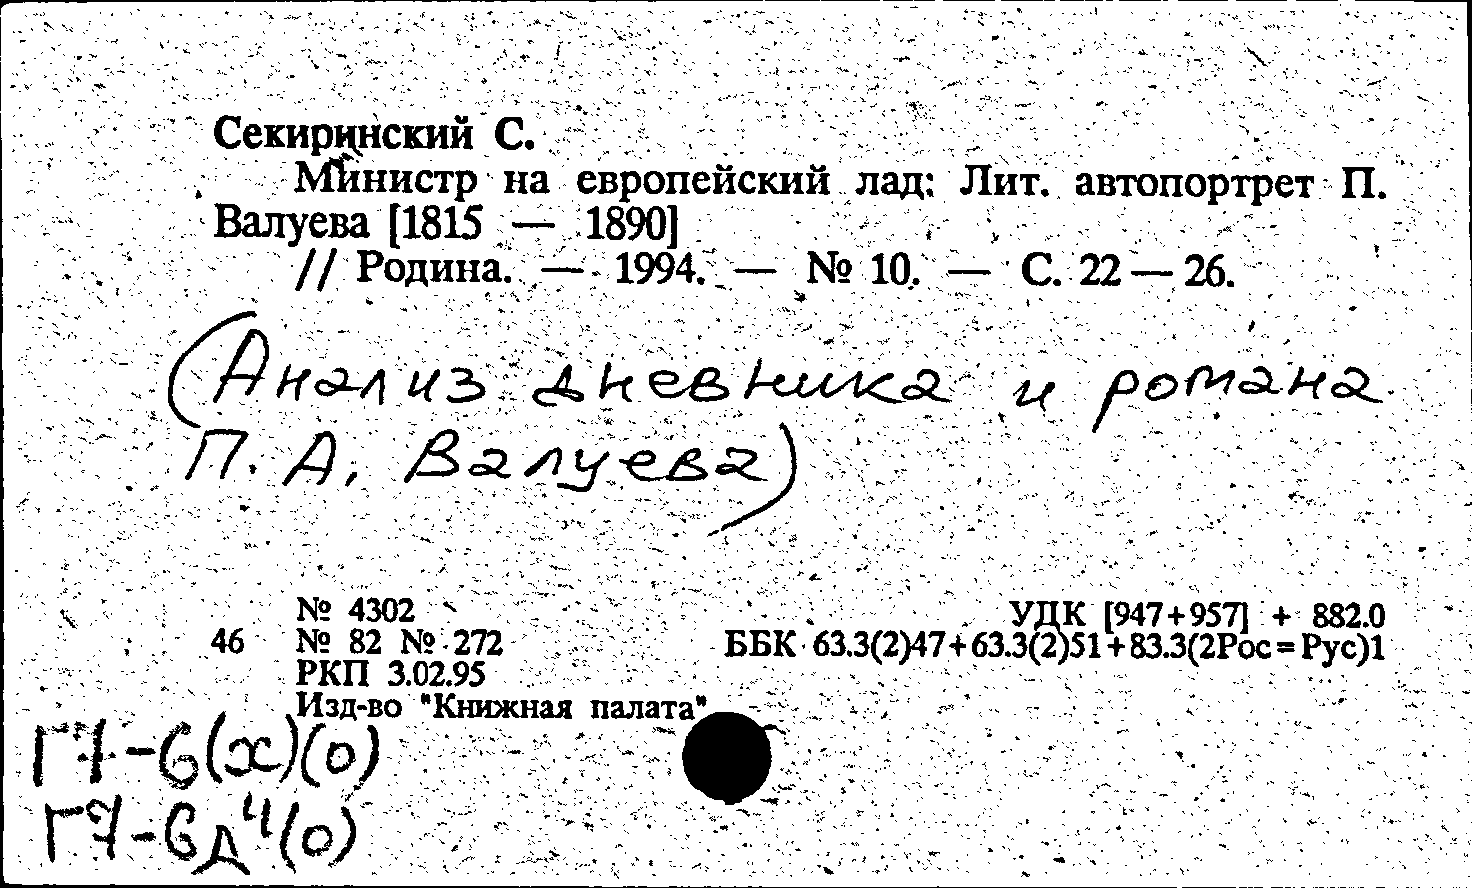 Секиринский С.
Министр на европейский лад: Лит. автопортрет П.
Валуева [1815 — 1890]
// Родина. — 1994. — № 10. — С. 22 — 26.
(Анализ дневника и романа
П. А. Валуева)
№ 4302
УДК [947+957] + 882.0
46 № 82 № 272
ББК 63.3(2)47+63.3(2)51+83.3(2Рос=Рус)1
РКП 3.02.95
Изд-во "Книжная палата"
Г7-6(х)(0)
Г7-6д4(0)